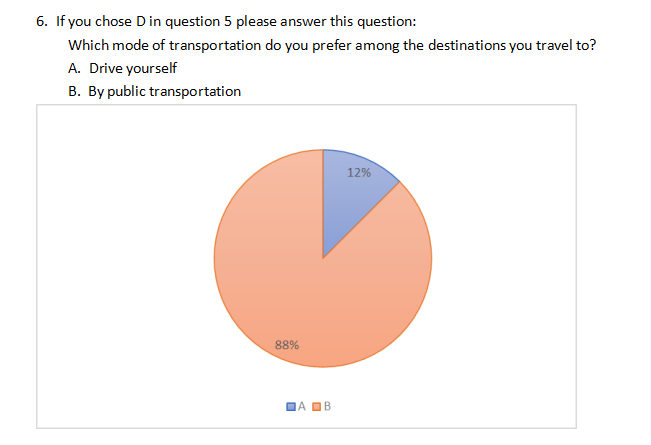 6. If you chose D in question 5 please answer this question:
Which mode of transportation do you prefer among the destinations you travel to?
A. Drive yourself
B. By public transportation
12%
88%
A B